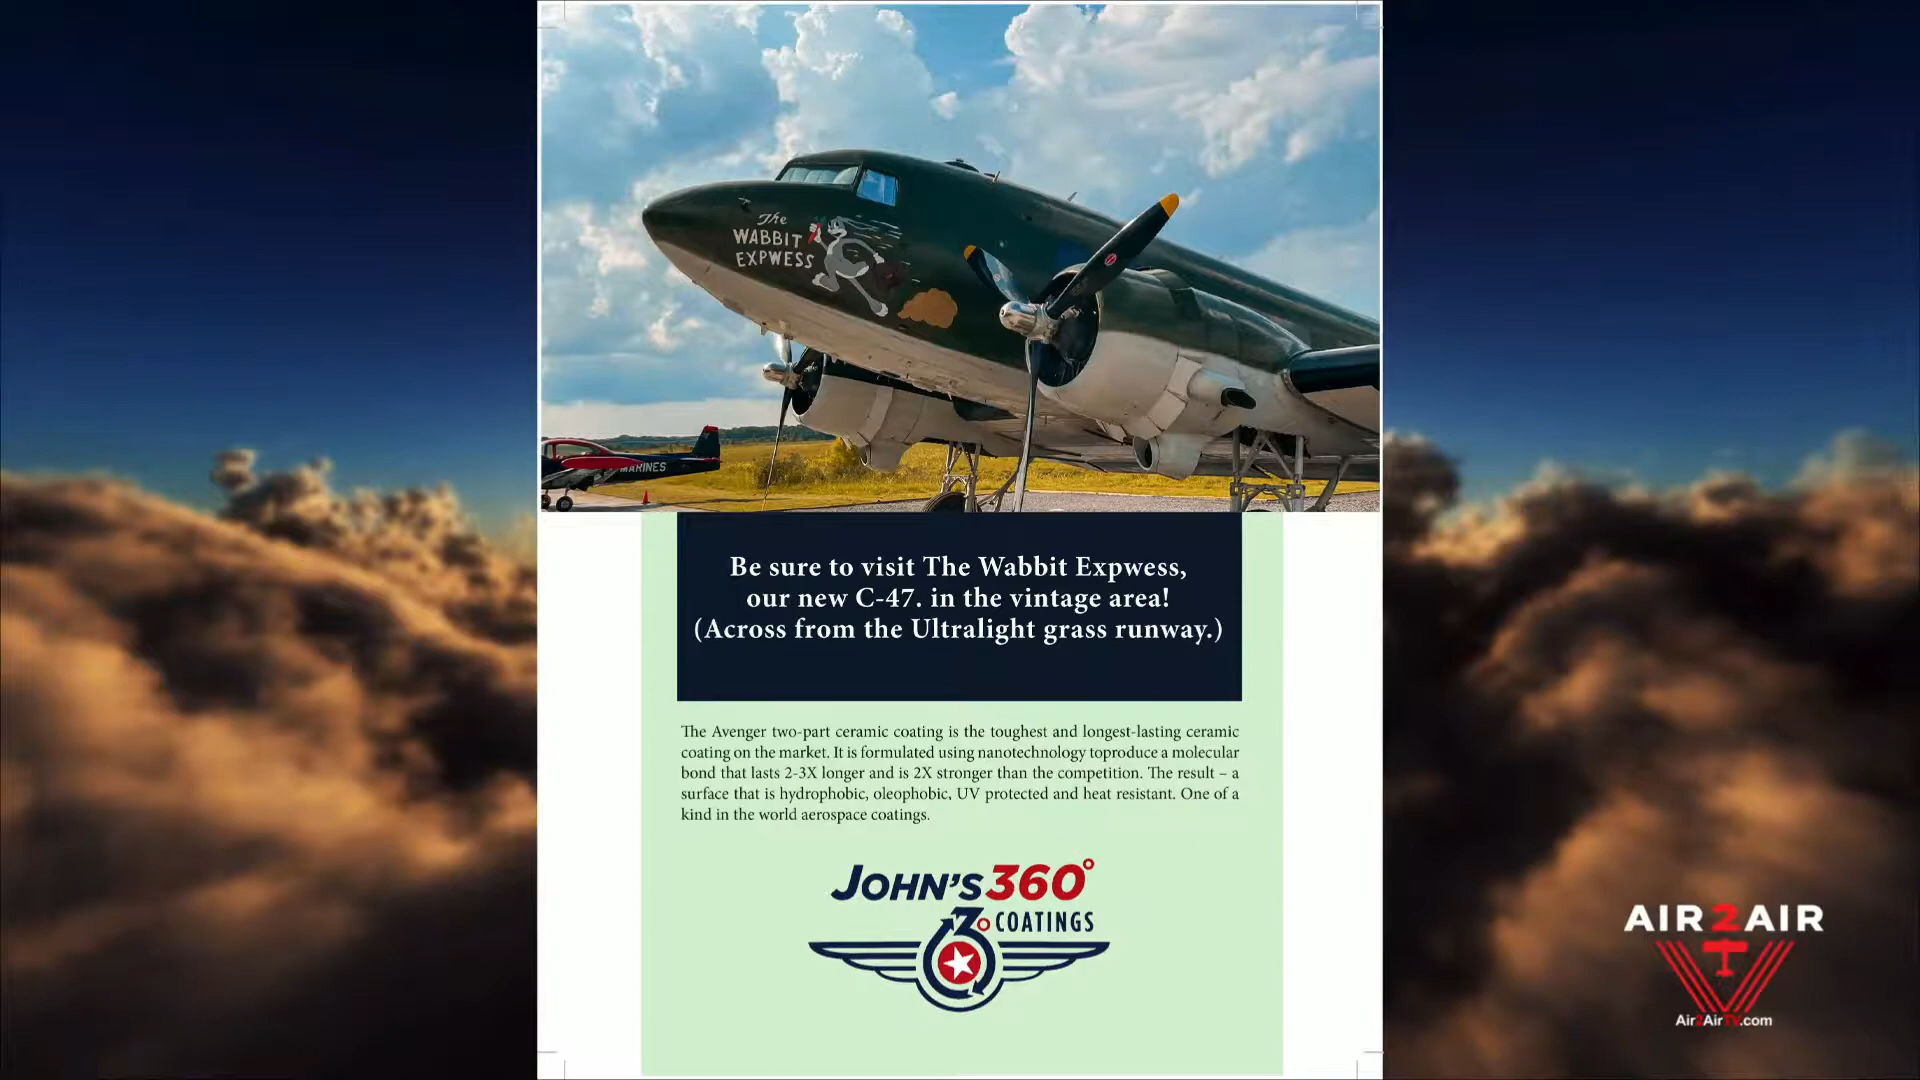 The
WABBIT
EXPWESS
MARINES
Be sure to visit The Wabbit Expwess,
our new C-47. in the vintage area!
(Across from the Ultralight grass runway.)
The Avenger two-part ceramic coating is the toughest and longest-lasting ceramic
coating on the market. It is formulated using nanotechnology toproduce a molecular
bond that lasts 2-3X longer and is 2X stronger than the competition. The result – a
surface that is hydrophobic, oleophobic, UV protected and heat resistant. One of a
kind in the world aerospace coatings.
JOHN'S 360°
3° COATINGS
AIR2AIR
Air2AirTV.com